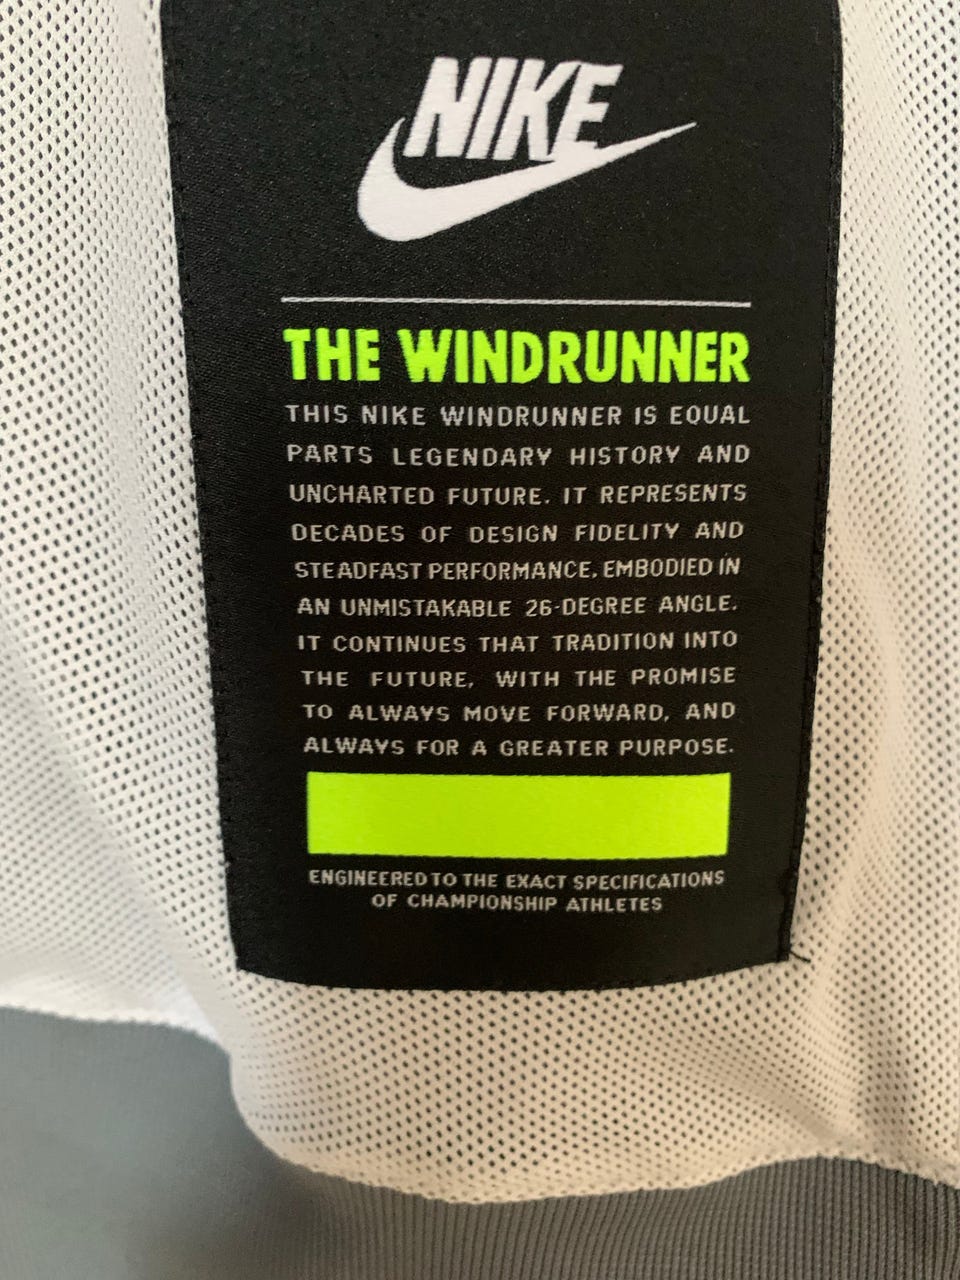 NIKE
THE WINDRUNNER
THIS NIKE WINDRUNNER IS EQUAL
PARTS LEGENDARY HISTORY AND
UNCHARTED FUTURE. IT REPRESENTS
DECADES OF DESIGN FIDELITY AND
STEADFAST PERFORMANCE, EMBODIED IN
AN UNMISTAKABLE 26-DEGREE ANGLE.
IT CONTINUES THAT TRADITION INTO
THE FUTURE, WITH THE PROMISE
TO ALWAYS MOVE FORWARD, AND
ALWAYS FOR A GREATER PURPOSE.
ENGINEERED TO THE EXACT SPECIFICATIONS
OF CHAMPIONSHIP ATHLETES